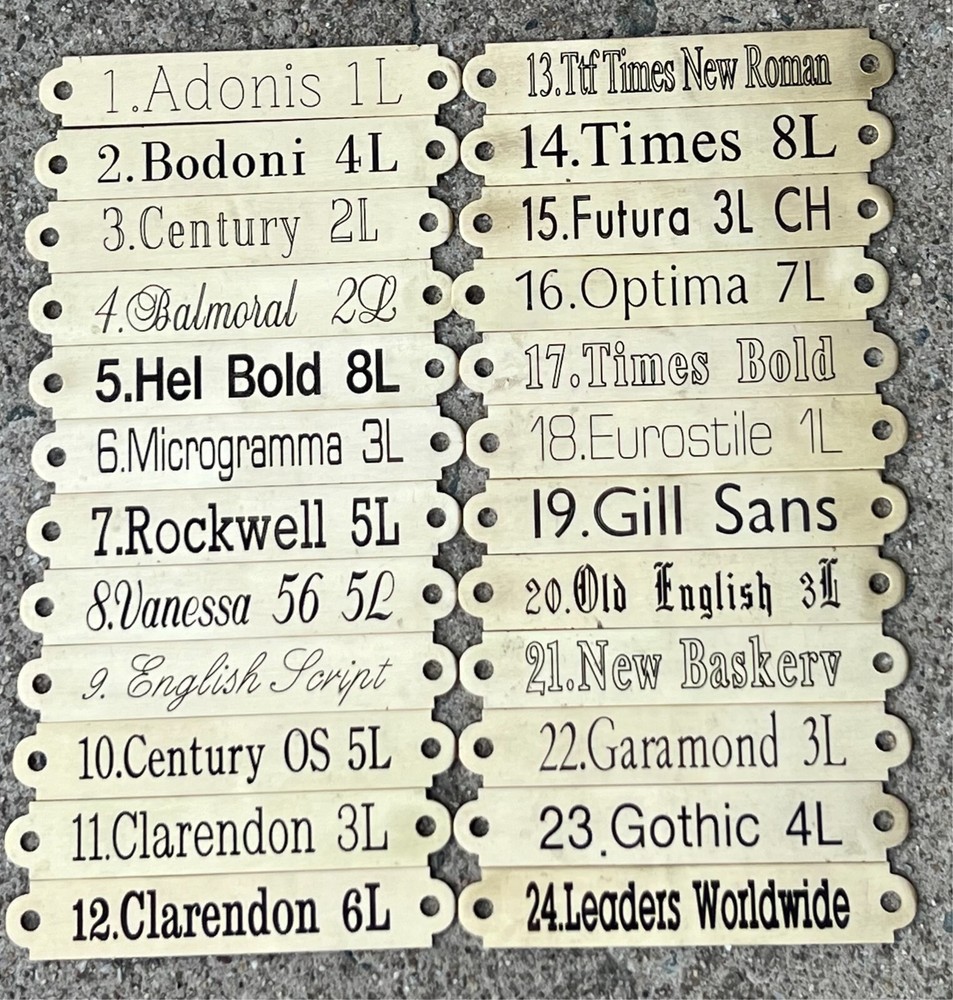 1.Adonis 1L
2.Bodoni 4L
3.Century 2L
4.Balmoral 2L
5.Hel Bold 8L
6.Microgramma 3L
7.Rockwell 5L
8.Vanessa 56 5L
9. English Script
10.Century OS 5L
11.Clarendon 3L
12.Clarendon 6L
13.Ttf Times New Roman
14.Times 8L
15.Futura 3L CH
16.Optima 7L
17.Times Bold
18.Eurostile 1L
19.Gill Sans
20.Old English 3L
21.New Baskerv
22.Garamond 3L
23.Gothic 4L
24.Leaders Worldwide